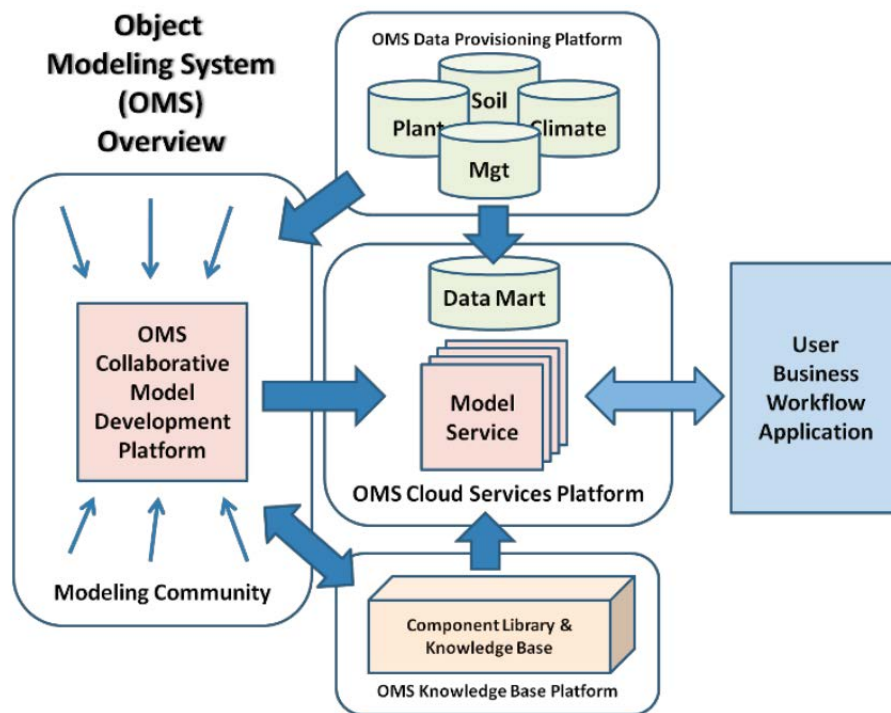 Object
Modeling System
(OMS)
Overview
OMS Data Provisioning Platform
Soil
Plant
Climate
Mgt
Data Mart
OMS
Collaborative
Model
Development
Platform
Model
Service
User
Business
Workflow
Application
OMS Cloud Services Platform
Modeling Community
Component Library &
Knowledge Base
OMS Knowledge Base Platform